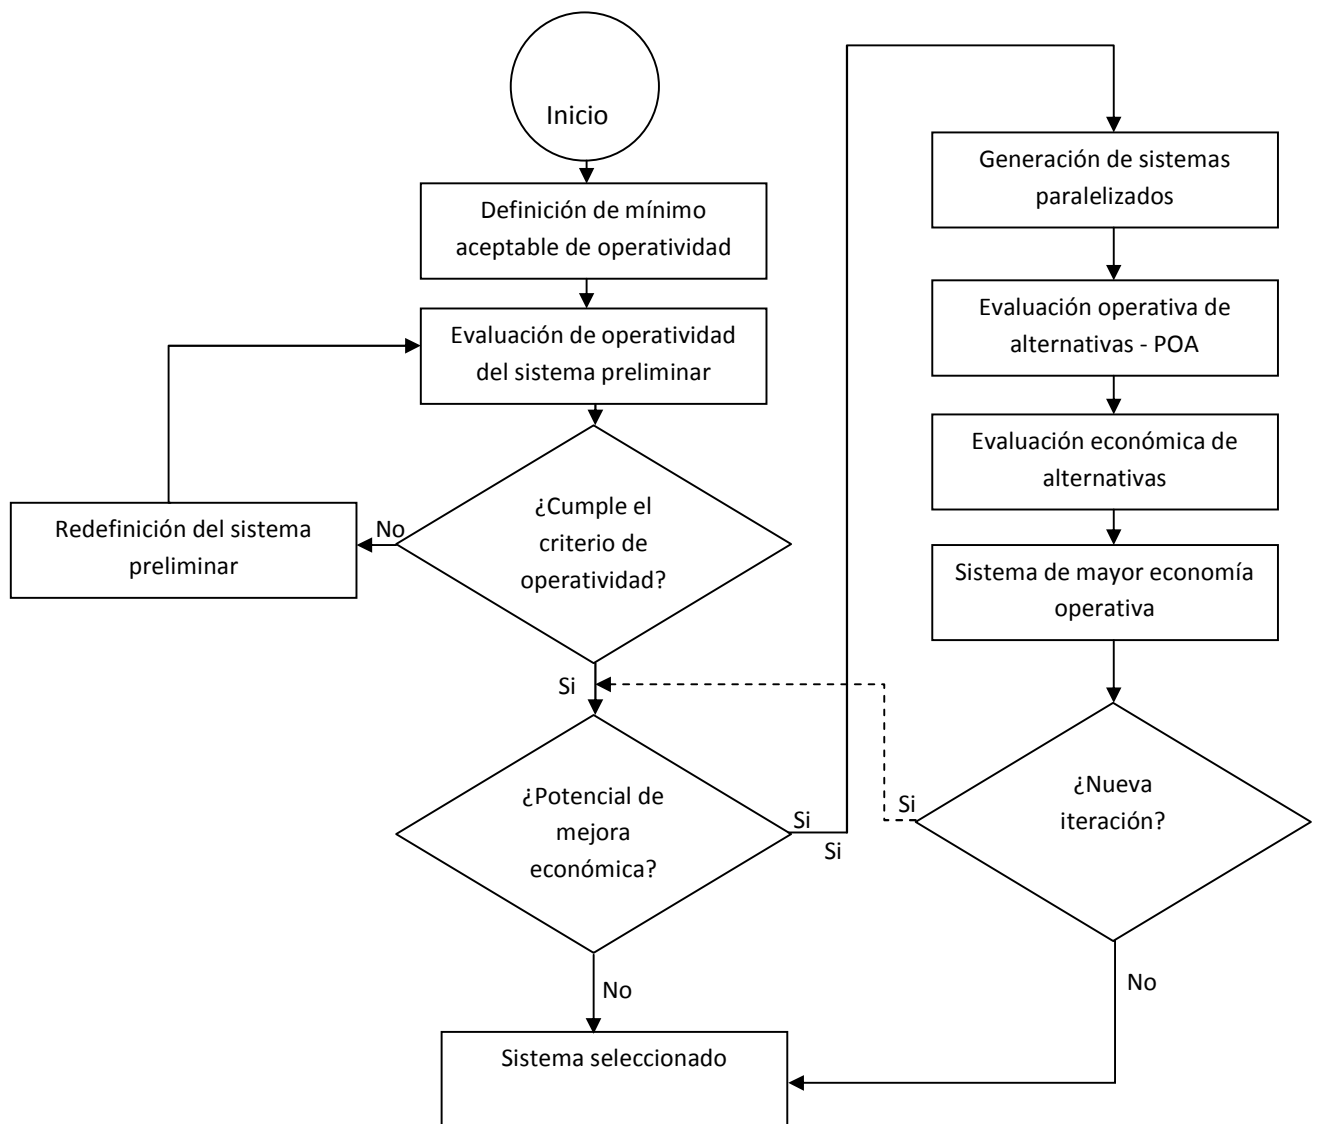 Inicio
Definición de mínimo
aceptable de operatividad
Evaluación de operatividad
del sistema preliminar
¿Cumple el
criterio de
operatividad?
No
Redefinición del sistema
preliminar
Si
¿Potencial de
mejora
económica?
Si
Si
No
Sistema seleccionado
Generación de sistemas
paralelizados
Evaluación operativa de
alternativas - POA
Evaluación económica de
alternativas
Sistema de mayor economía
operativa
¿Nueva
iteración?
Si
No